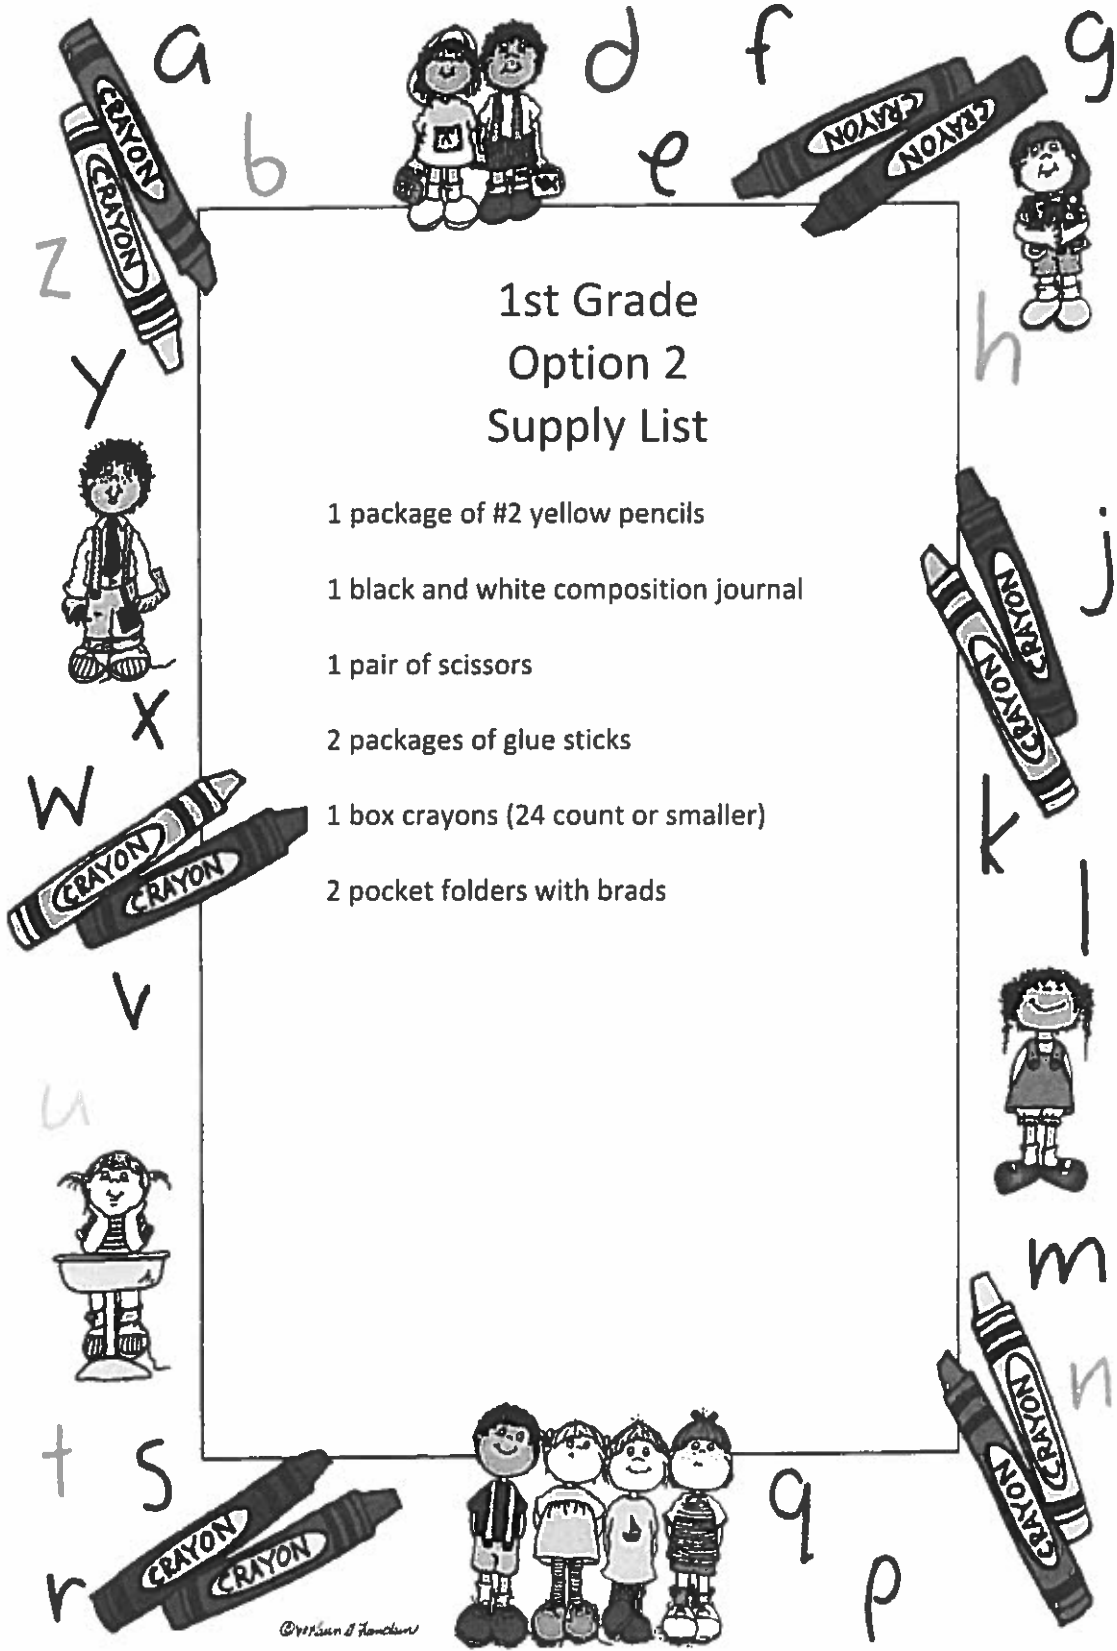 a
d
f
g
b
e
CRAYON
CRAYON
CRAYON
CRAYON
z
h
y
1st Grade
Option 2
Supply List
1 package of #2 yellow pencils
1 black and white composition journal
j
1 pair of scissors
CRAYON
CRAYON
x
2 packages of glue sticks
w
1 box crayons (24 count or smaller)
k
CRAYON
CRAYON
2 pocket folders with brads
l
v
u
m
n
CRAYON
CRAYON
t
s
q
CRAYON
CRAYON
r
p